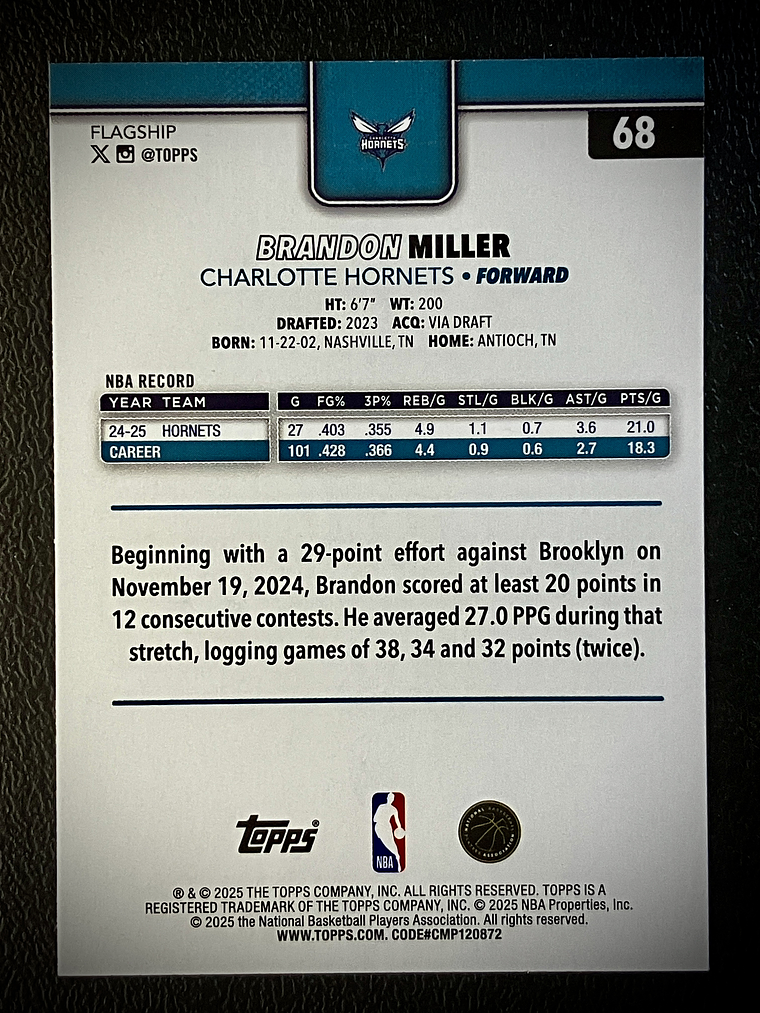 FLAGSHIP
@TOPPS
CHARLOTTE
HORNETS
68
BRANDON MILLER
CHARLOTTE HORNETS • FORWARD
HT: 6'7" WT: 200
DRAFTED: 2023 ACQ: VIA DRAFT
BORN: 11-22-02, NASHVILLE, TN HOME: ANTIOCH, TN
NBA RECORD
YEAR TEAM G FG% 3P% REB/G STL/G BLK/G AST/G PTS/G
24-25 HORNETS 27 .403 .355 4.9 1.1 0.7 3.6 21.0
CAREER 101 .428 .366 4.4 0.9 0.6 2.7 18.3
Beginning with a 29-point effort against Brooklyn on
November 19, 2024, Brandon scored at least 20 points in
12 consecutive contests. He averaged 27.0 PPG during that
stretch, logging games of 38, 34 and 32 points (twice).
Topps®
NBA
NATIONAL BASKETBALL
ASSOCIATION
® & © 2025 THE TOPPS COMPANY, INC. ALL RIGHTS RESERVED. TOPPS IS A
REGISTERED TRADEMARK OF THE TOPPS COMPANY, INC. © 2025 NBA Properties, Inc.
© 2025 the National Basketball Players Association. All rights reserved.
WWW.TOPPS.COM. CODE#CMP120872